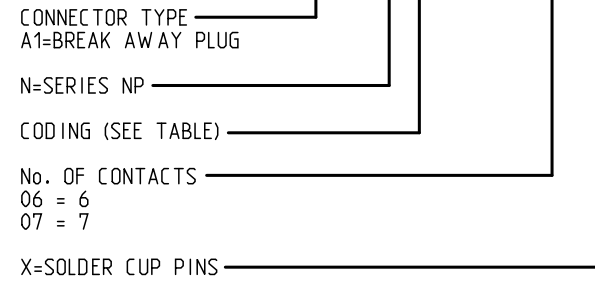 CONNECTOR TYPE
A1=BREAK AWAY PLUG
N=SERIES NP
CODING (SEE TABLE)
No. OF CONTACTS
06 = 6
07 = 7
X=SOLDER CUP PINS